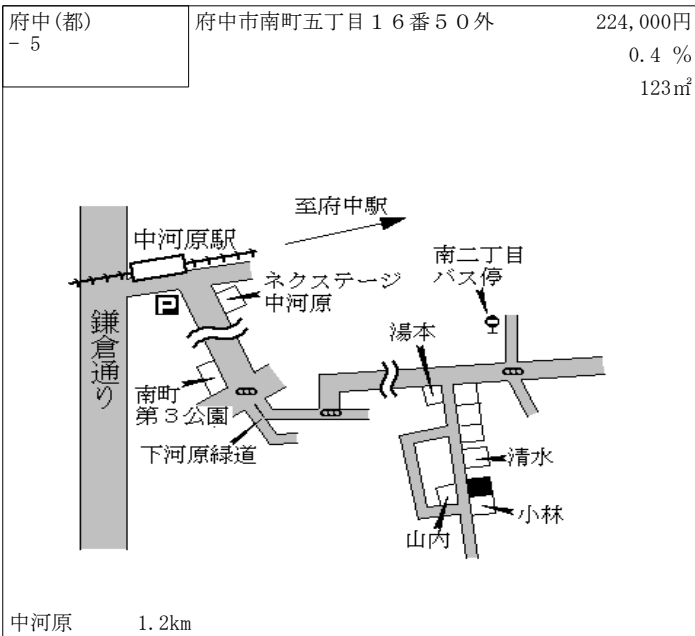 府中(都)
- 5
府中市南町五丁目１６番５０外
224,000円
0.4 %
123㎡
至府中駅
中河原駅
南二丁目
バス停
ネクステージ
中河原
P
湯本
鎌倉通り
南町
第３公園
下河原緑道
清水
小林
山内
中河原 1.2km